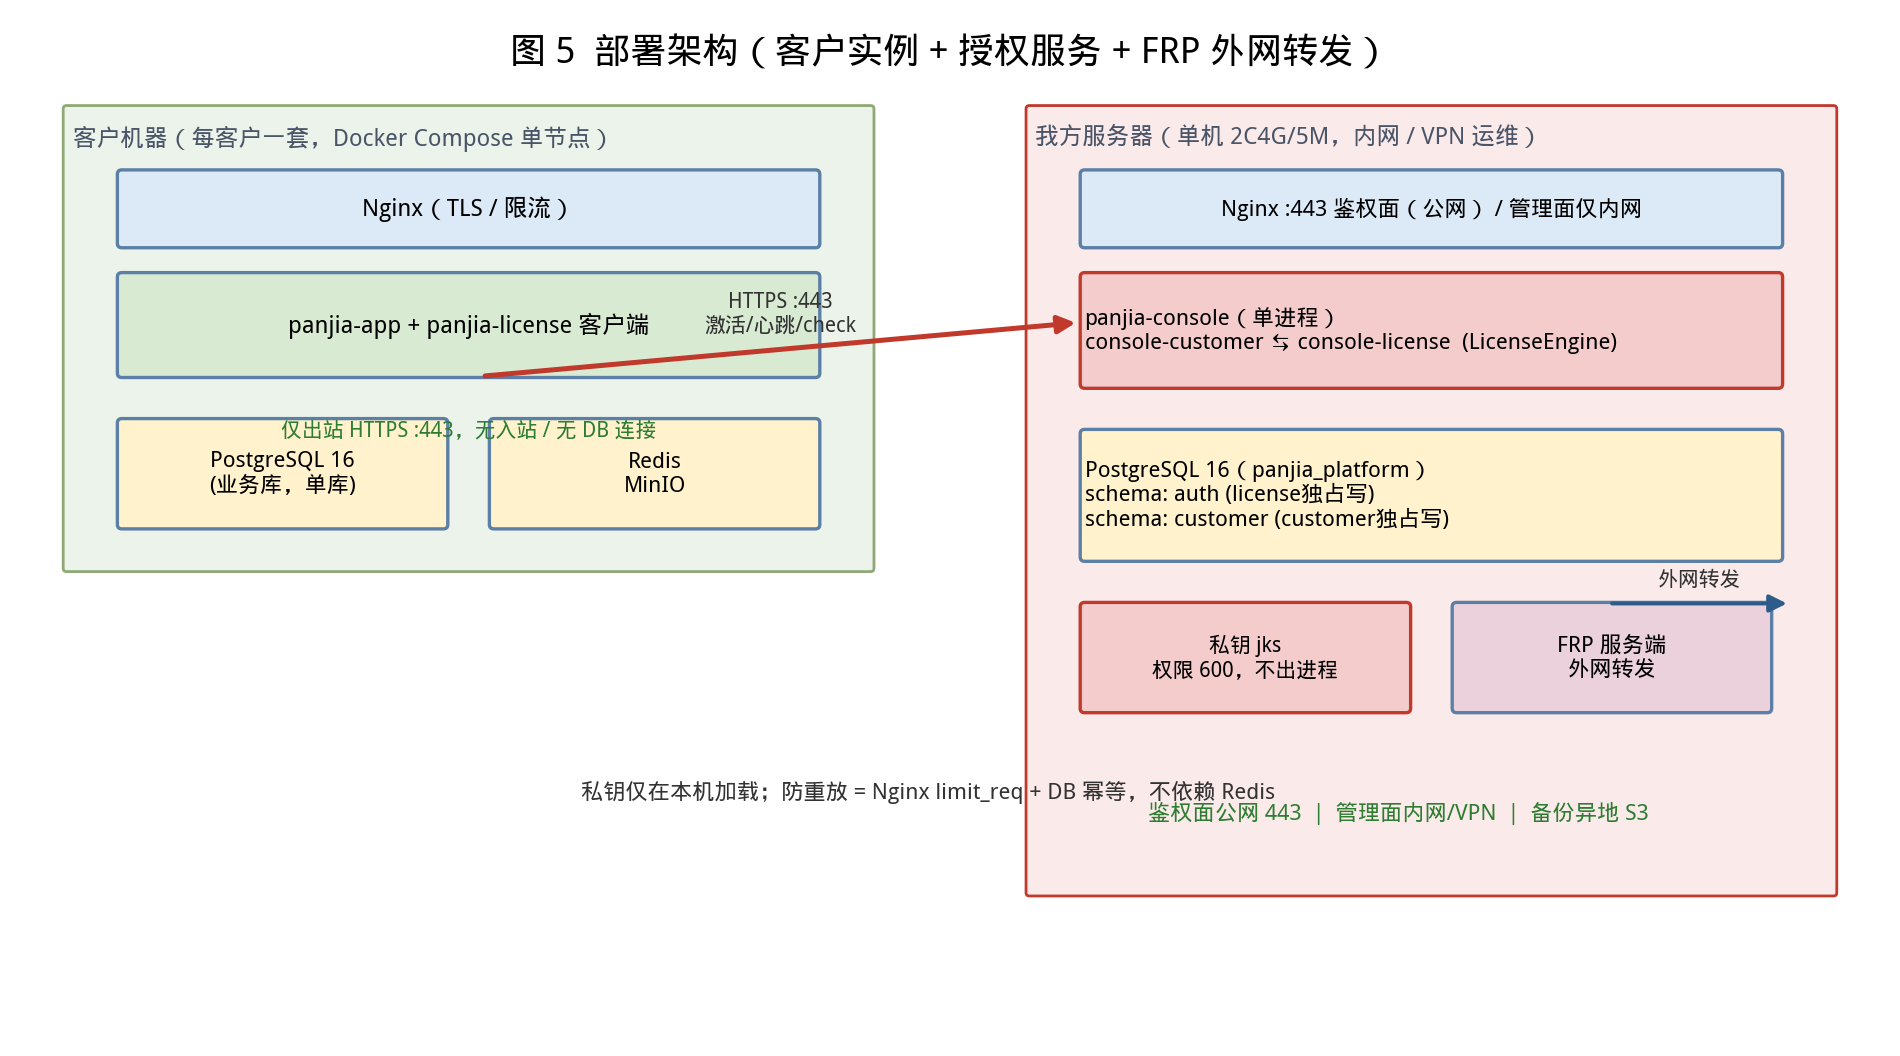 图 5 部署架构（客户实例 + 授权服务 + FRP 外网转发）
客户机器（每客户一套，Docker Compose 单节点）
Nginx（TLS / 限流）
panjia-app + panjia-license 客户端
HTTPS :443
激活/心跳/check
仅出站 HTTPS :443，无入站 / 无 DB 连接
PostgreSQL 16
(业务库，单库)
Redis
MinIO
我方服务器（单机 2C4G/5M，内网 / VPN 运维）
Nginx :443 鉴权面（公网）/ 管理面仅内网
panjia-console（单进程）
console-customer ⇆ console-license (LicenseEngine)
PostgreSQL 16（panjia_platform）
schema: auth (license独占写)
schema: customer (customer独占写)
外网转发
私钥 jks
权限 600，不出进程
FRP 服务端
外网转发
私钥仅在本机加载；防重放 = Nginx limit_req + DB 幂等，不依赖 Redis
鉴权面公网 443 | 管理面内网/VPN | 备份异地 S3